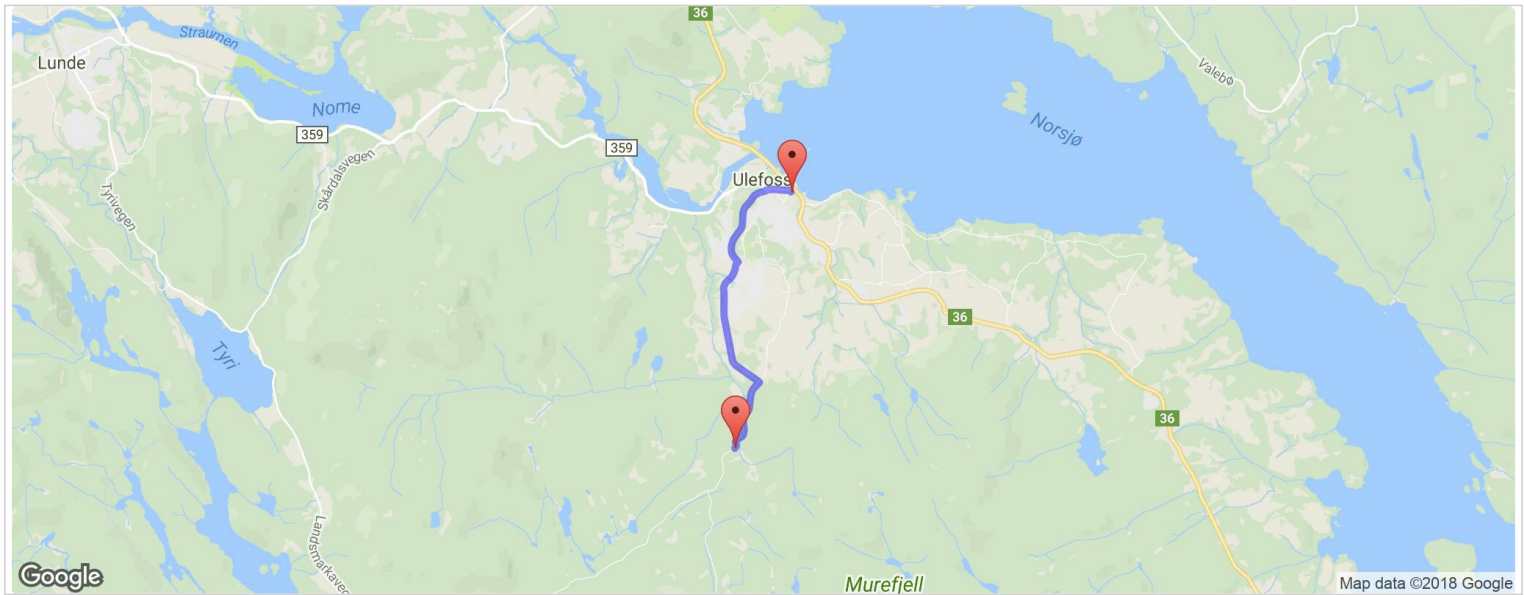 36
Straumen
Lunde
Valebø
Nome
Norsjø
359
359
Skårdalsvegen
Ulefoss
Tyrivegen
36
Tyri
36
Landsmarkaveg
Murefjell
Google
Map data ©2018 Google